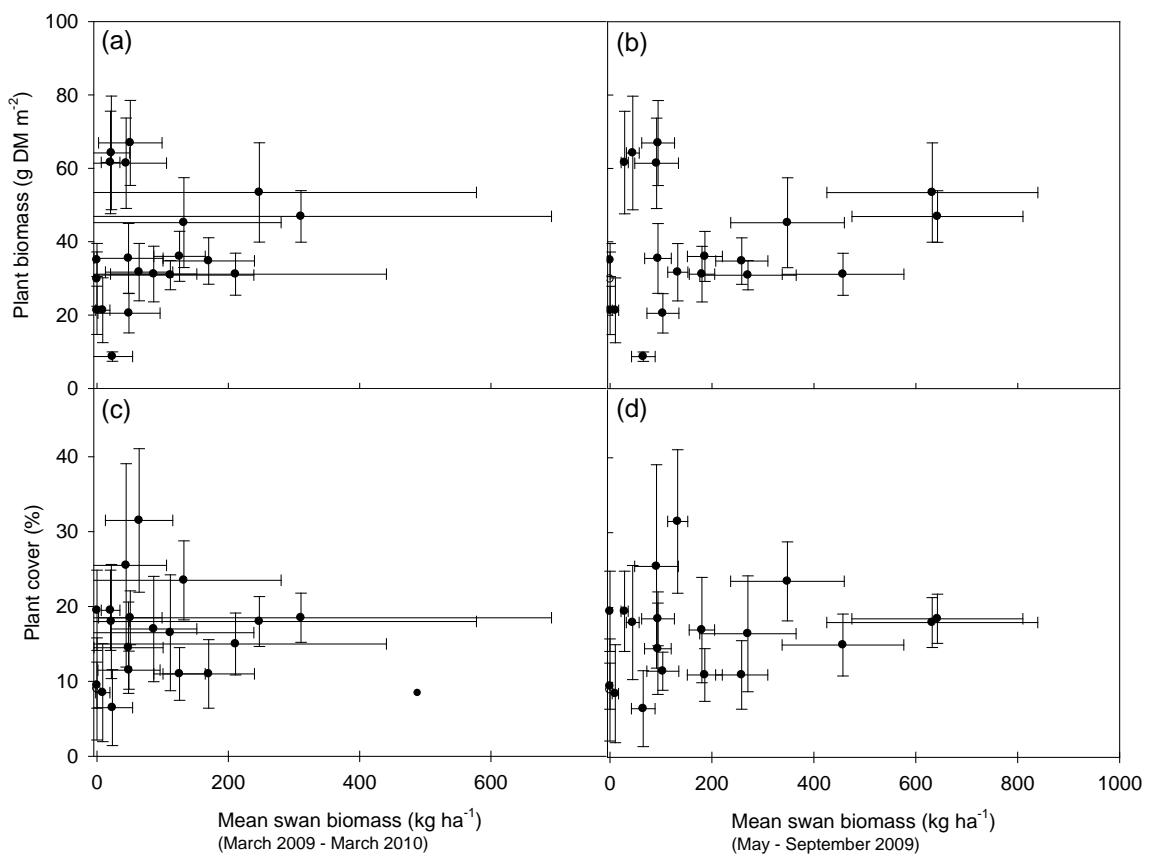 (a)
(b)
Plant biomass (g DM m⁻²)
100
80
60
40
20
0
(c)
(d)
Plant cover (%)
40
30
20
10
0
0 200 400 600
0 200 400 600 800 1000
Mean swan biomass (kg ha⁻¹)
(March 2009 - March 2010)
Mean swan biomass (kg ha⁻¹)
(May - September 2009)